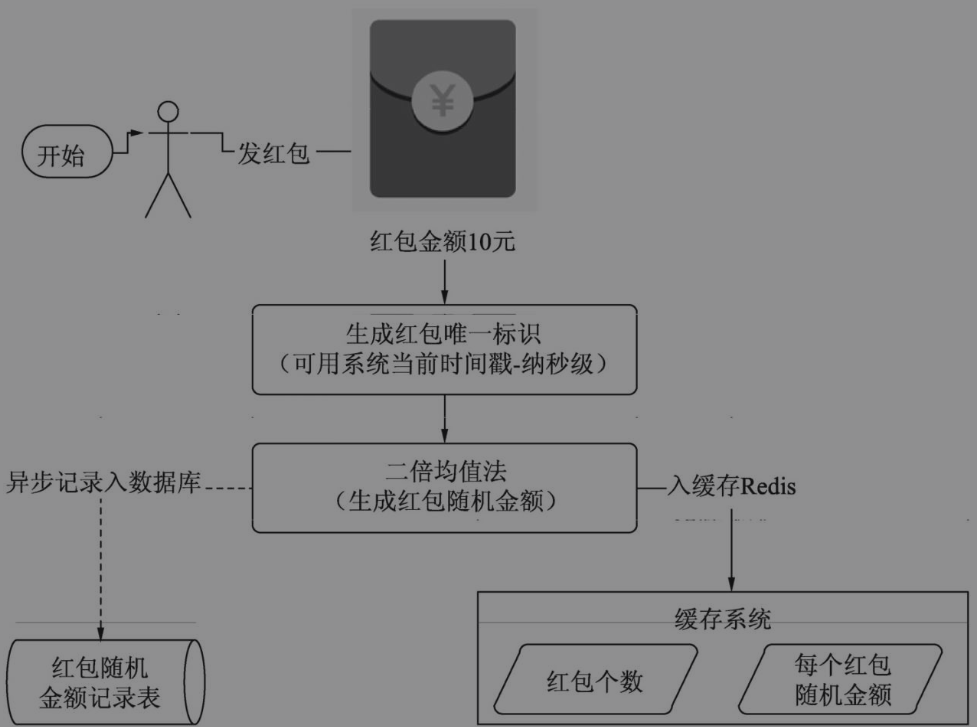 ¥
开始
发红包
红包金额10元
生成红包唯一标识
（可用系统当前时间戳-纳秒级）
二倍均值法
（生成红包随机金额）
异步记录入数据库
入缓存Redis
缓存系统
红包个数
每个红包
随机金额
红包随机
金额记录表